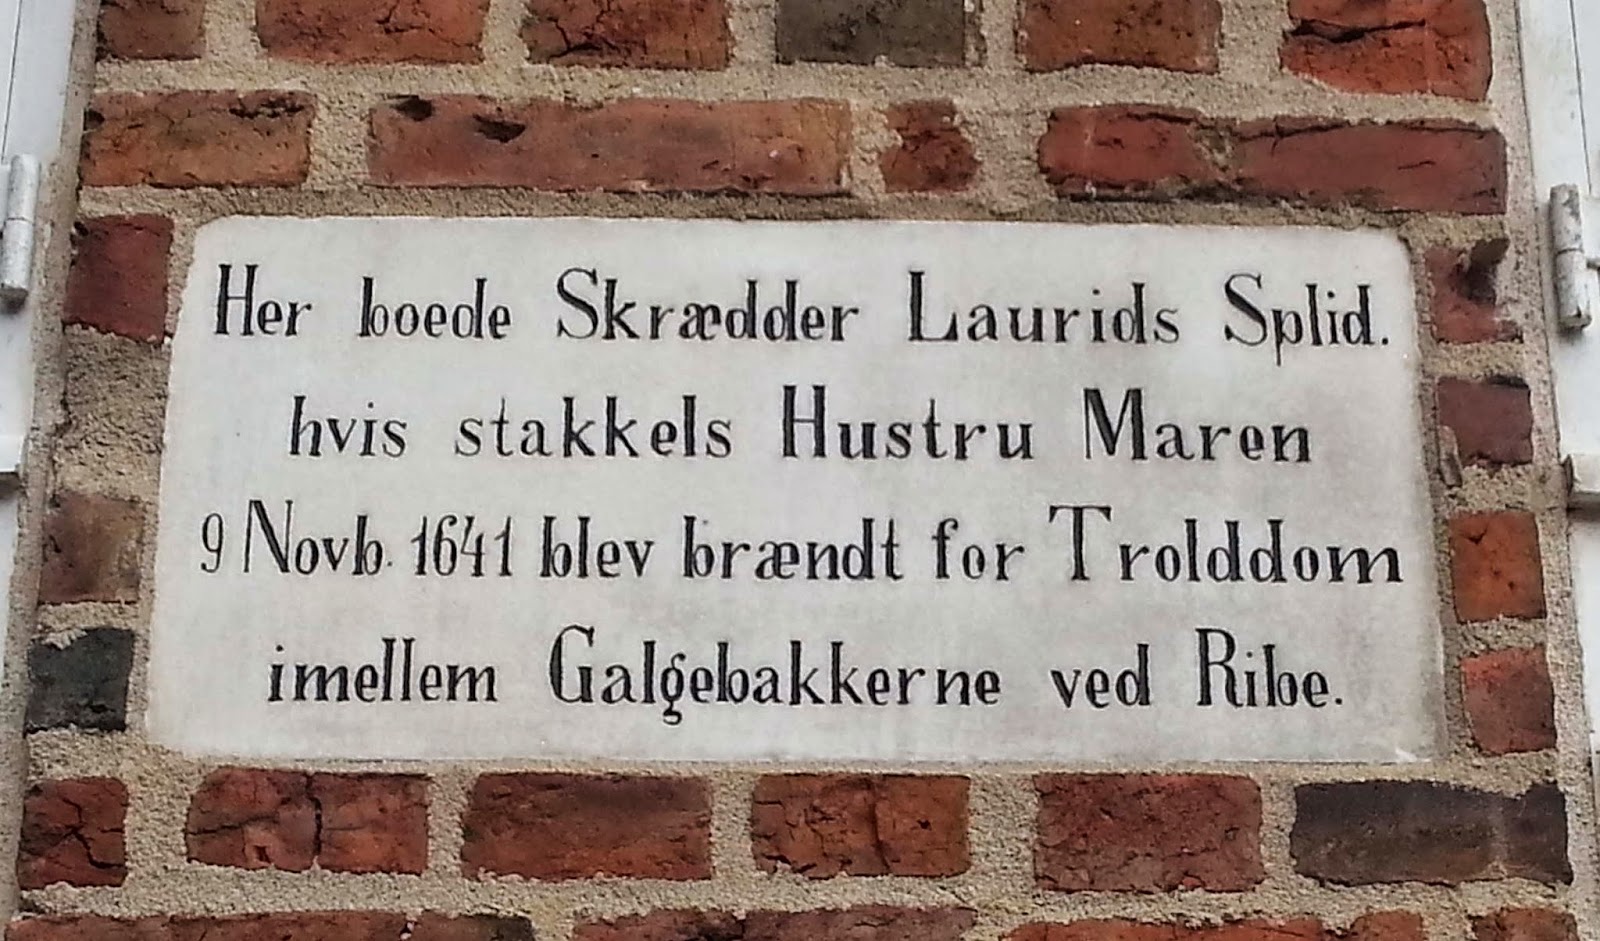 Her boede Skrædder Laurids Splid.
hvis stakkels Hustru Maren
9 Novb. 1641 blev brændt for Trolddom
imellem Galgebakkerne ved Ribe.